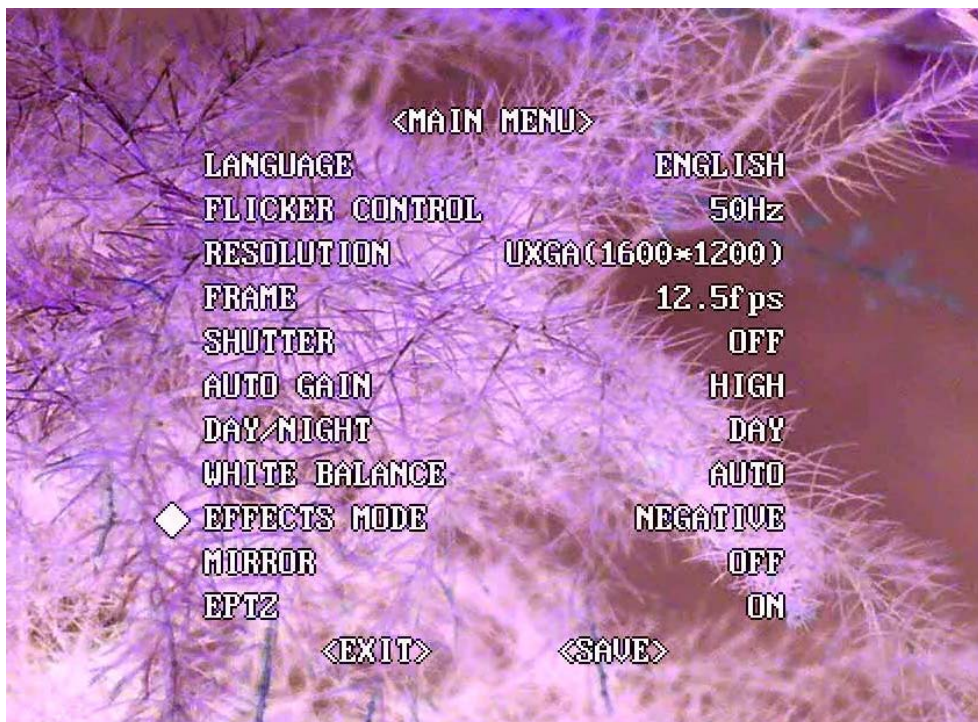 <MAIN MENU>
LANGUAGE ENGLISH
FLICKER CONTROL 50Hz
RESOLUTION UXGA(1600*1200)
FRAME 12.5fps
SHUTTER OFF
AUTO GAIN HIGH
DAY/NIGHT DAY
WHITE BALANCE AUTO
EFFECTS MODE NEGATIVE
MIRROR OFF
EPTZ ON
<EXIT> <SAVE>